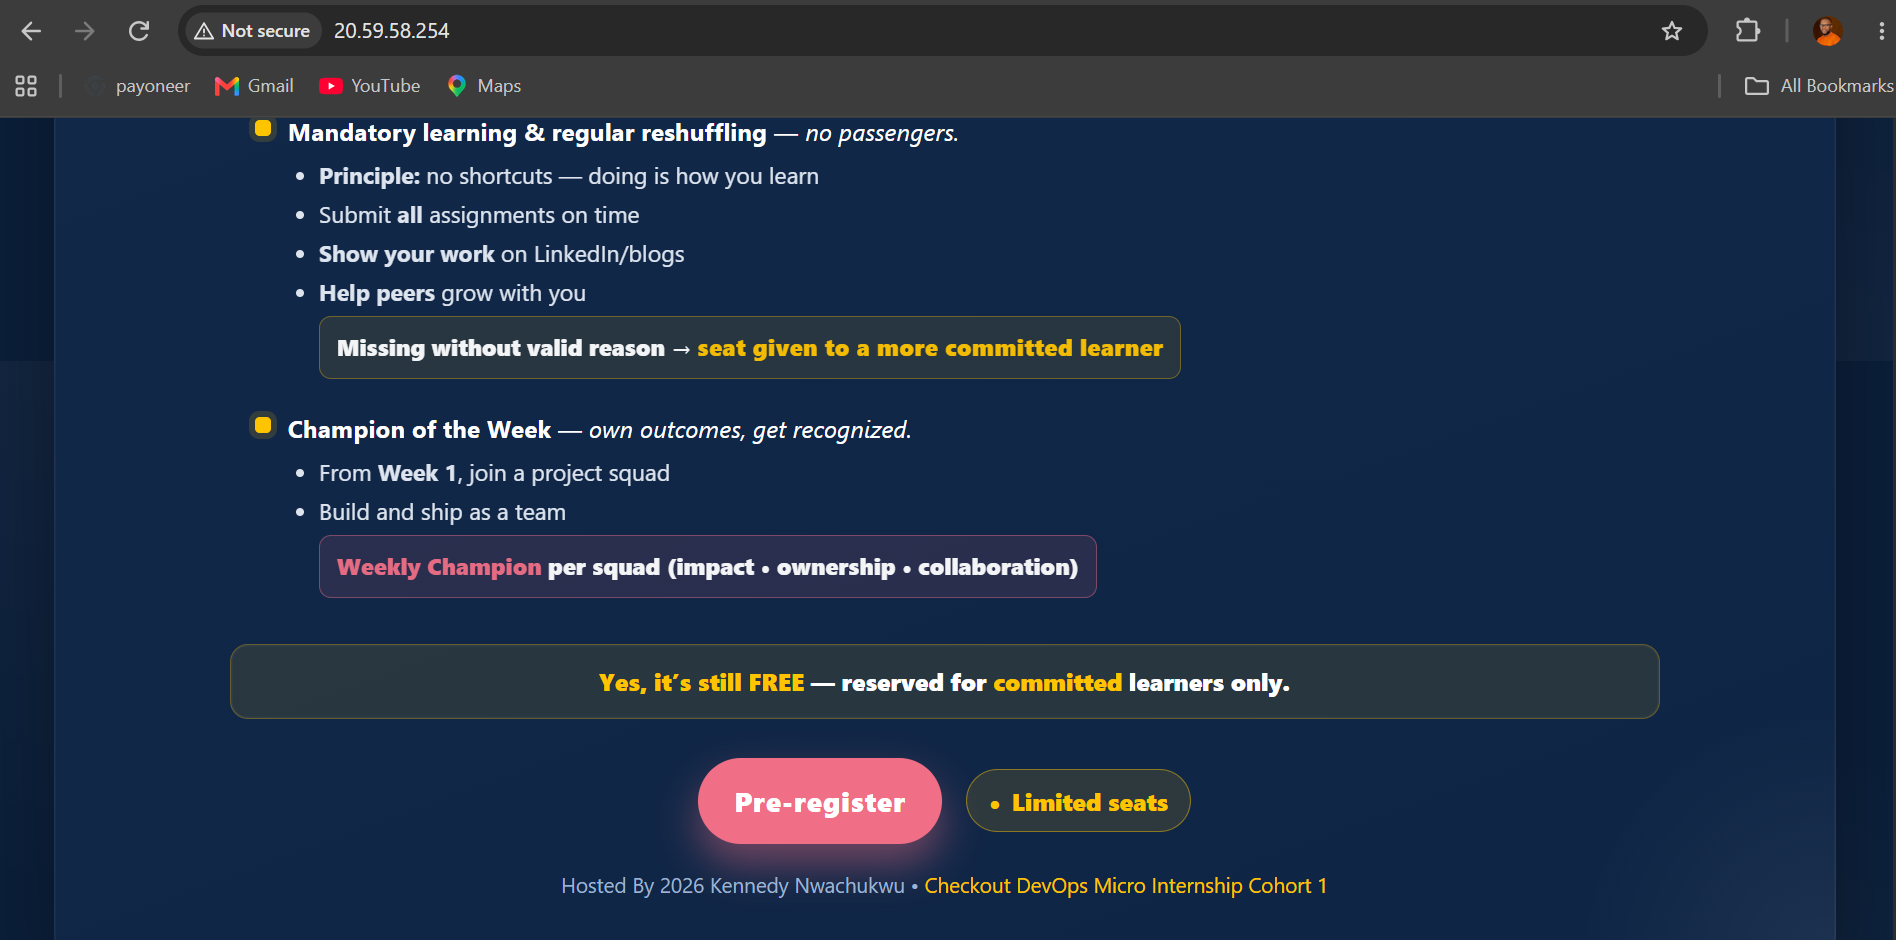 Not secure 20.59.58.254
payoneer Gmail YouTube Maps All Bookmarks
Mandatory learning & regular reshuffling — no passengers.
• Principle: no shortcuts — doing is how you learn
• Submit all assignments on time
• Show your work on LinkedIn/blogs
• Help peers grow with you
Missing without valid reason → seat given to a more committed learner
Champion of the Week — own outcomes, get recognized.
• From Week 1, join a project squad
• Build and ship as a team
Weekly Champion per squad (impact • ownership • collaboration)
Yes, it's still FREE — reserved for committed learners only.
Pre-register
• Limited seats
Hosted By 2026 Kennedy Nwachukwu • Checkout DevOps Micro Internship Cohort 1